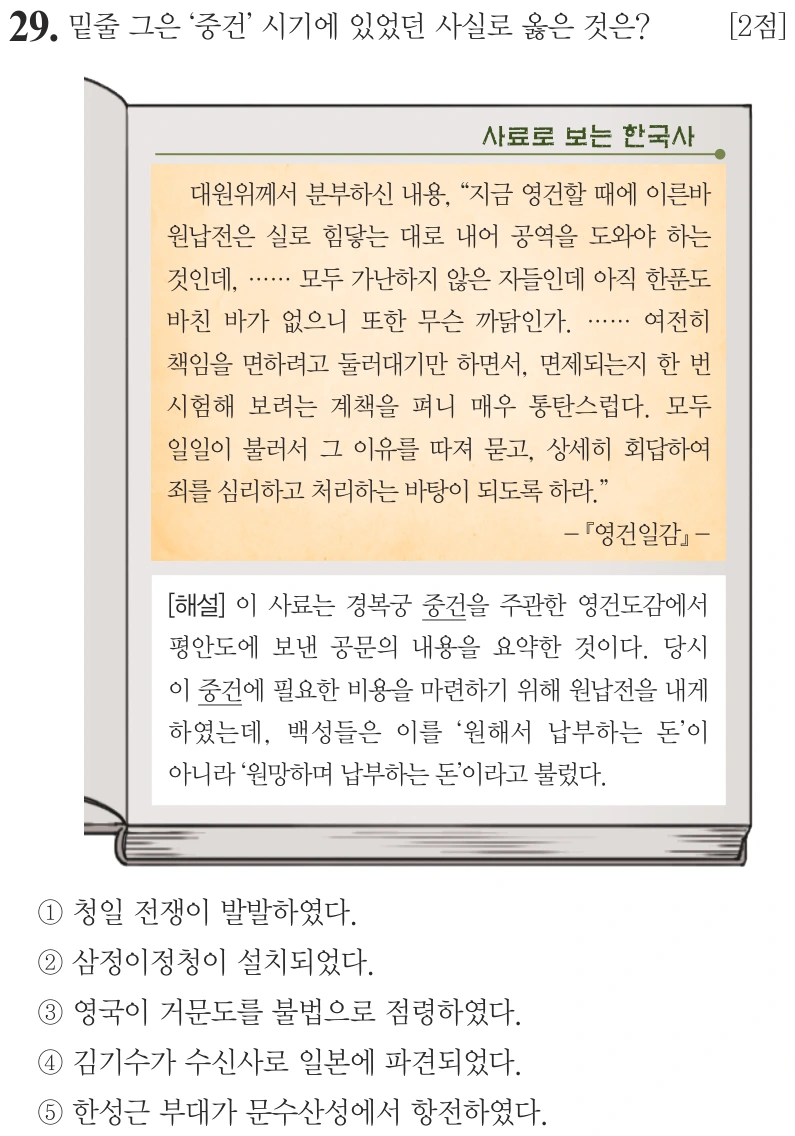 29. 밑줄 그은 ‘중건’ 시기에 있었던 사실로 옳은 것은? [2점]
사료로 보는 한국사
대원위께서 분부하신 내용, “지금 영건할 때에 이른바
원납전은 실로 힘닿는 대로 내어 공역을 도와야 하는
것인데, …… 모두 가난하지 않은 자들인데 아직 한푼도
바친 바가 없으니 또한 무슨 까닭인가. …… 여전히
책임을 면하려고 둘러대기만 하면서, 면제되는지 한 번
시험해 보려는 계책을 펴니 매우 통탄스럽다. 모두
일일이 불러서 그 이유를 따져 묻고, 상세히 회답하여
죄를 심리하고 처리하는 바탕이 되도록 하라.”
－『영건일감』－
[해설] 이 사료는 경복궁 중건을 주관한 영건도감에서
평안도에 보낸 공문의 내용을 요약한 것이다. 당시
이 중건에 필요한 비용을 마련하기 위해 원납전을 내게
하였는데, 백성들은 이를 ‘원해서 납부하는 돈’이
아니라 ‘원망하며 납부하는 돈’이라고 불렀다.
① 청일 전쟁이 발발하였다.
② 삼정이정청이 설치되었다.
③ 영국이 거문도를 불법으로 점령하였다.
④ 김기수가 수신사로 일본에 파견되었다.
⑤ 한성근 부대가 문수산성에서 항전하였다.